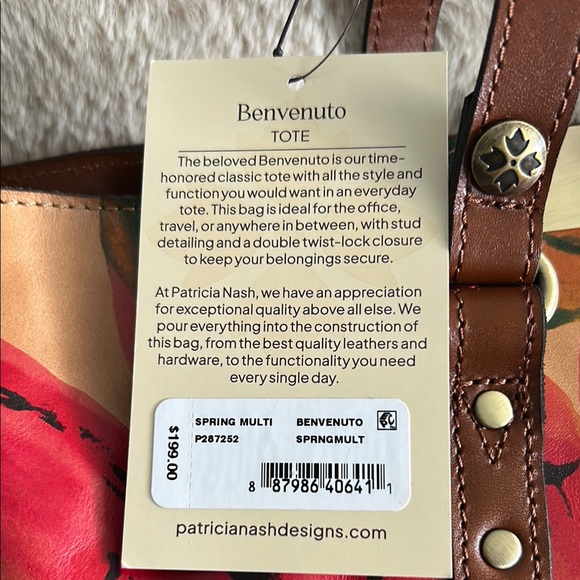 Benvenuto
TOTE
The beloved Benvenuto is our time-
honored classic tote with all the style and
function you would want in an everyday
tote. This bag is ideal for the office,
travel, or anywhere in between, with stud
detailing and a double twist-lock closure
to keep your belongings secure.
At Patricia Nash, we have an appreciation
for exceptional quality above all else. We
pour everything into the construction of
this bag, from the best quality leathers and
hardware, to the functionality you need
every single day.
$199.00
SPRING MULTI BENVENUTO
P287252 SPRNGMULT
8 87986 40641 1
patricianashdesigns.com